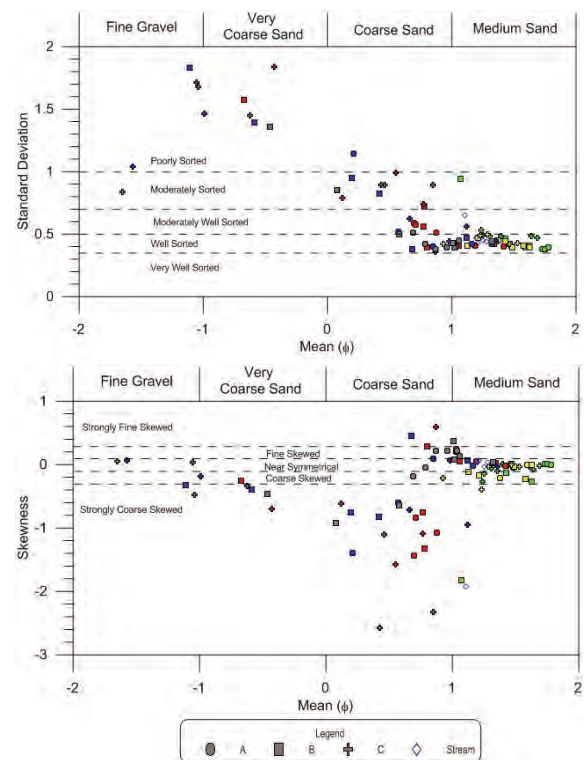 Fine Gravel
Very
Coarse Sand
Coarse Sand
Medium Sand
2
1.5
1
0.5
0
Standard Deviation
Poorly Sorted
Moderately Sorted
Moderately Well Sorted
Well Sorted
Very Well Sorted
-2
-1
0
1
2
Mean (ϕ)
Fine Gravel
Very
Coarse Sand
Coarse Sand
Medium Sand
1
0
-1
-2
-3
Skewness
Strongly Fine Skewed
Fine Skewed
Near Symmetrical
Coarse Skewed
Strongly Coarse Skewed
-2
-1
0
1
2
Mean (ϕ)
Legend
A
B
C
Stream